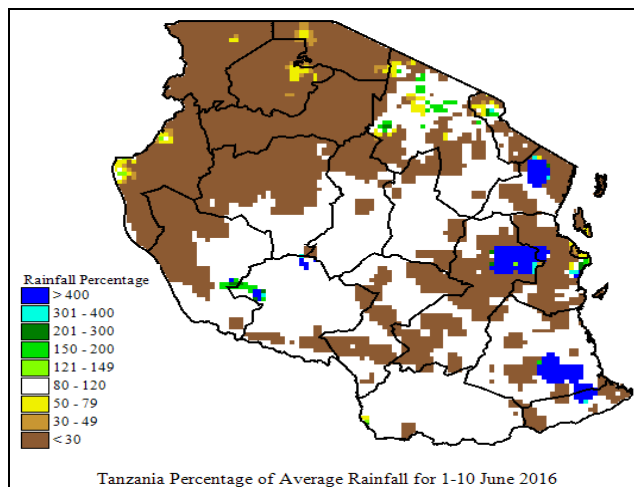 Rainfall Percentage
> 400
301 - 400
201 - 300
150 - 200
121 - 149
80 - 120
50 - 79
30 - 49
< 30
Tanzania Percentage of Average Rainfall for 1-10 June 2016